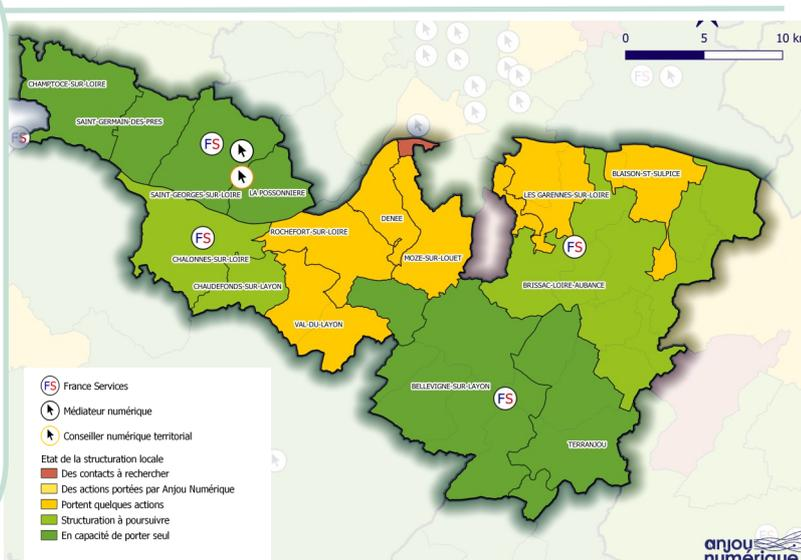 0 5 10 km
CHAMPTOCE-SUR-LOIRE
SAINT-GERMAIN-DES-PRES
FS
FS
FS
BLAISON-ST-SULPICE
SAINT-GEORGES-SUR-LOIRE
LA POSSONNIERE
LES GARENNES-SUR-LOIRE
DENEE
ROCHEFORT-SUR-LOIRE
FS
FS
CHALONNES-SUR-LOIRE
MOZE-SUR-LOUET
CHAUDEFONDS-SUR-LAYON
BRISSAC-LOIRE-AUBANCE
VAL-DU-LAYON
BELLEVIGNE-SUR-LAYON
FS
TERRANJOU
FS France Services
Médiateur numérique
Conseiller numérique territorial
Etat de la structuration locale
Des contacts à rechercher
Des actions portées par Anjou Numérique
Portent quelques actions
Structuration à poursuivre
En capacité de porter seul
anjou
numérique